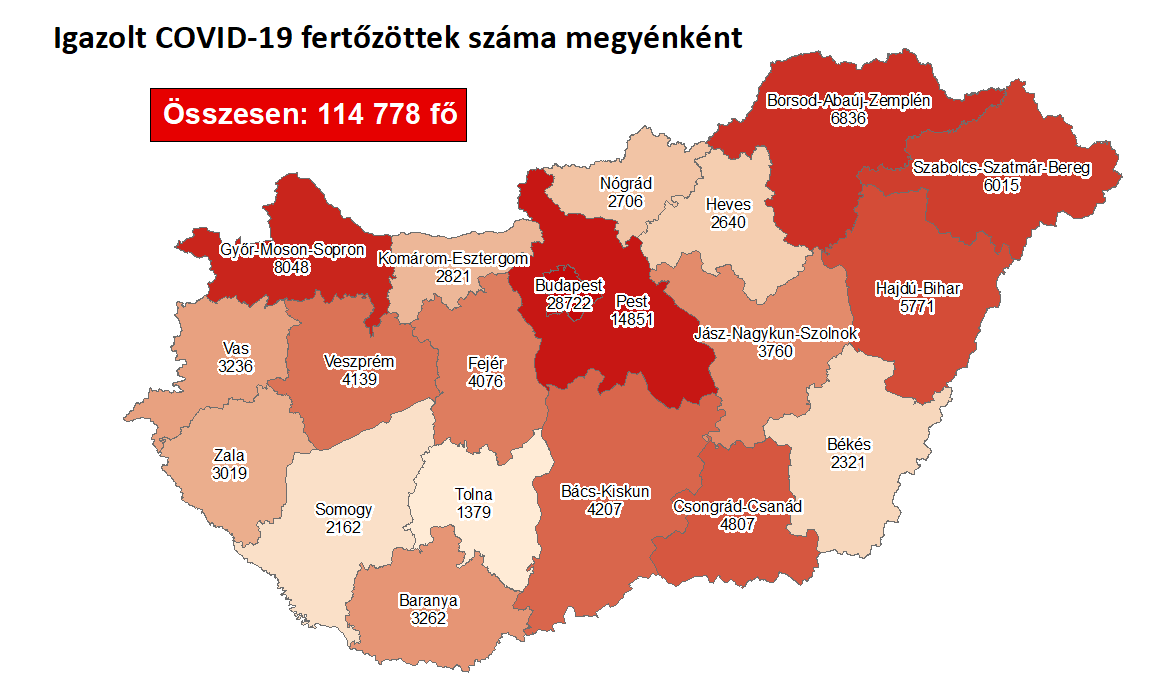 Igazolt COVID-19 fertőzöttek száma megyénként
Összesen: 114 778 fő
Borsod-Abaúj-Zemplén
6836
Szabolcs-Szatmár-Bereg
6015
Nógrád
2706
Heves
2640
Győr-Moson-Sopron
8048
Komárom-Esztergom
2821
Budapest
28722
Pest
14851
Hajdú-Bihar
5771
Jász-Nagykun-Szolnok
3760
Vas
3236
Veszprém
4139
Fejér
4076
Békés
2321
Zala
3019
Somogy
2162
Tolna
1379
Bács-Kiskun
4207
Csongrád-Csanád
4807
Baranya
3262